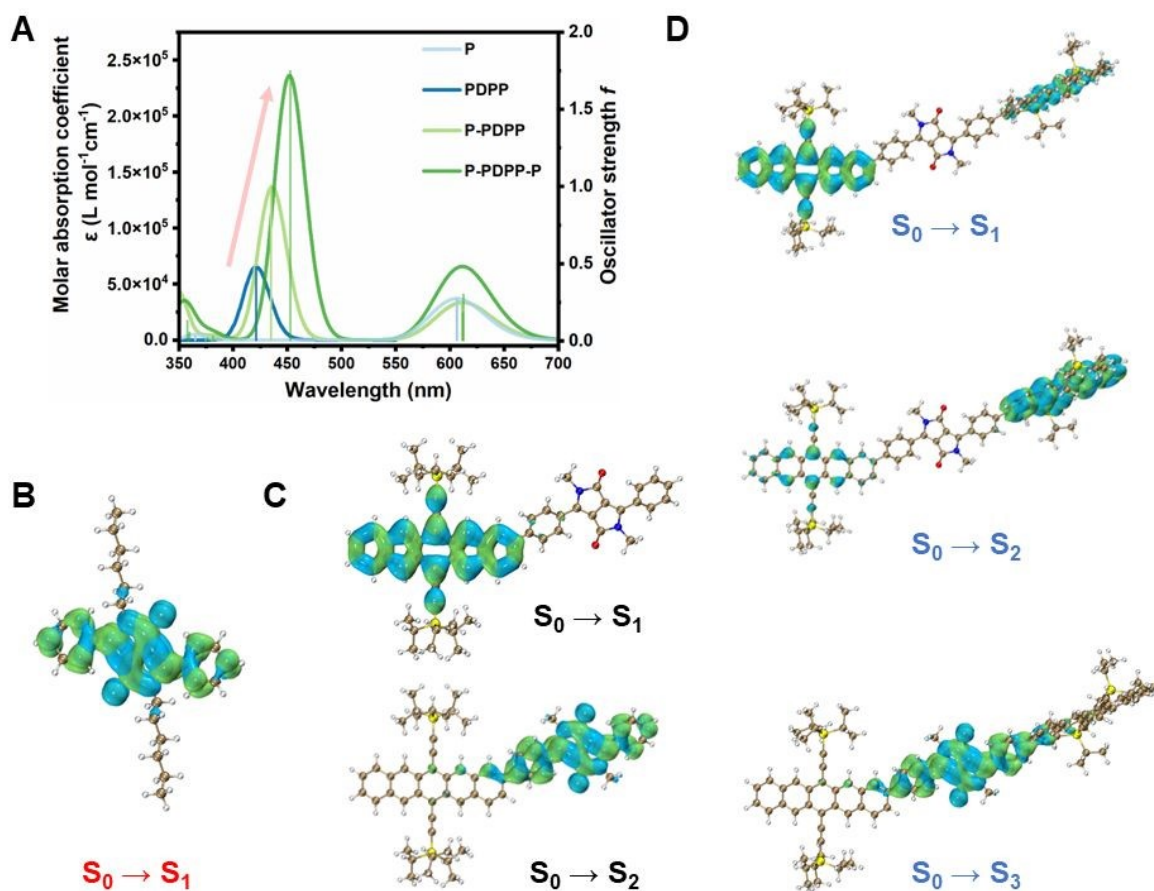 A
Molar absorption coefficient
ε (L mol⁻¹cm⁻¹)
2.5×10⁵
2.0×10⁵
1.5×10⁵
1.0×10⁵
5.0×10⁴
0.0
350 400 450 500 550 600 650 700
Wavelength (nm)
P
PDPP
P-PDPP
P-PDPP-P
2.0
1.5
1.0
0.5
0.0
Oscillator strength f
B
S₀ → S₁
C
S₀ → S₁
S₀ → S₂
D
S₀ → S₁
S₀ → S₂
S₀ → S₃